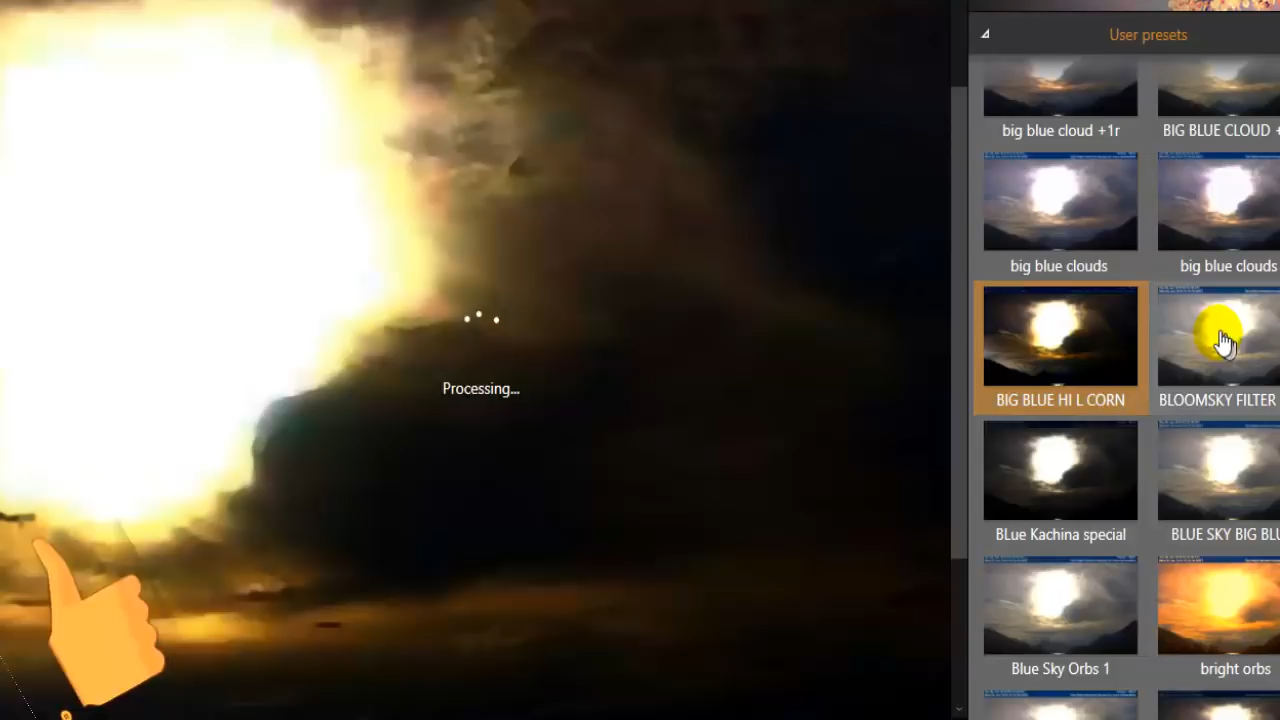 User presets
big blue cloud +1r
BIG BLUE CLOUD +
big blue clouds
big blue clouds
Processing...
BIG BLUE HI L CORN
BLOOMSKY FILTER
BLue Kachina special
BLUE SKY BIG BLU
Blue Sky Orbs 1
bright orbs